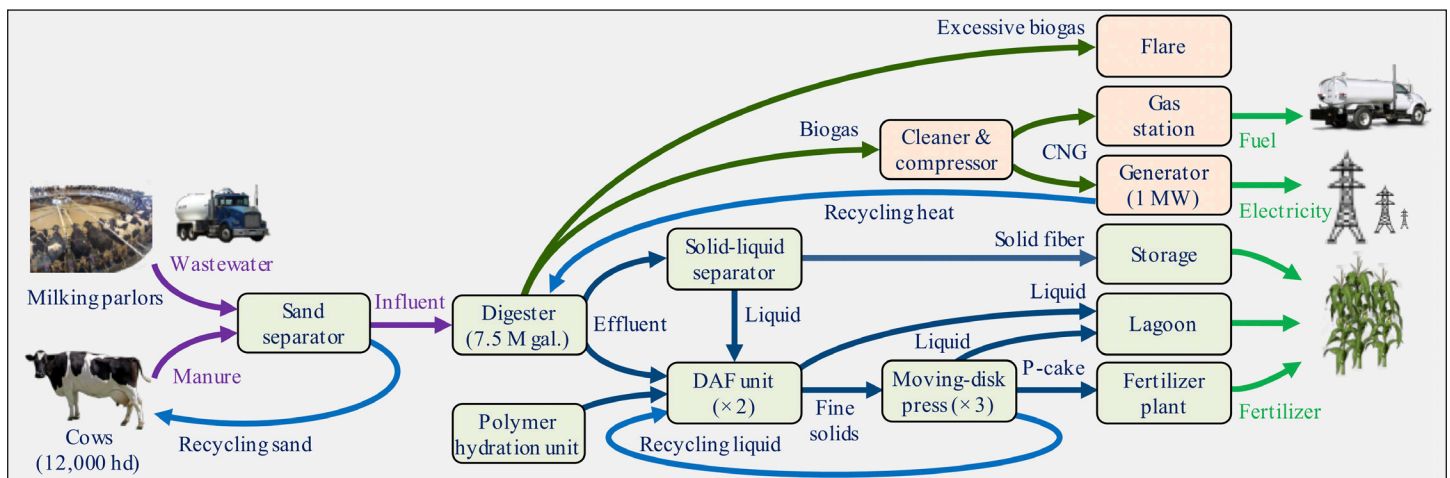 Excessive biogas
Flare
Biogas
Cleaner &
compressor
CNG
Gas
station
Fuel
Generator
(1 MW)
Electricity
Recycling heat
Milking parlors
Wastewater
Manure
Cows
(12,000 hd)
Sand
separator
Recycling sand
Influent
Digester
(7.5 M gal.)
Effluent
Solid-liquid
separator
Solid fiber
Storage
Liquid
DAF unit
(× 2)
Polymer
hydration unit
Recycling liquid
Fine
solids
Moving-disk
press (× 3)
Liquid
Liquid
Lagoon
P-cake
Fertilizer
plant
Fertilizer